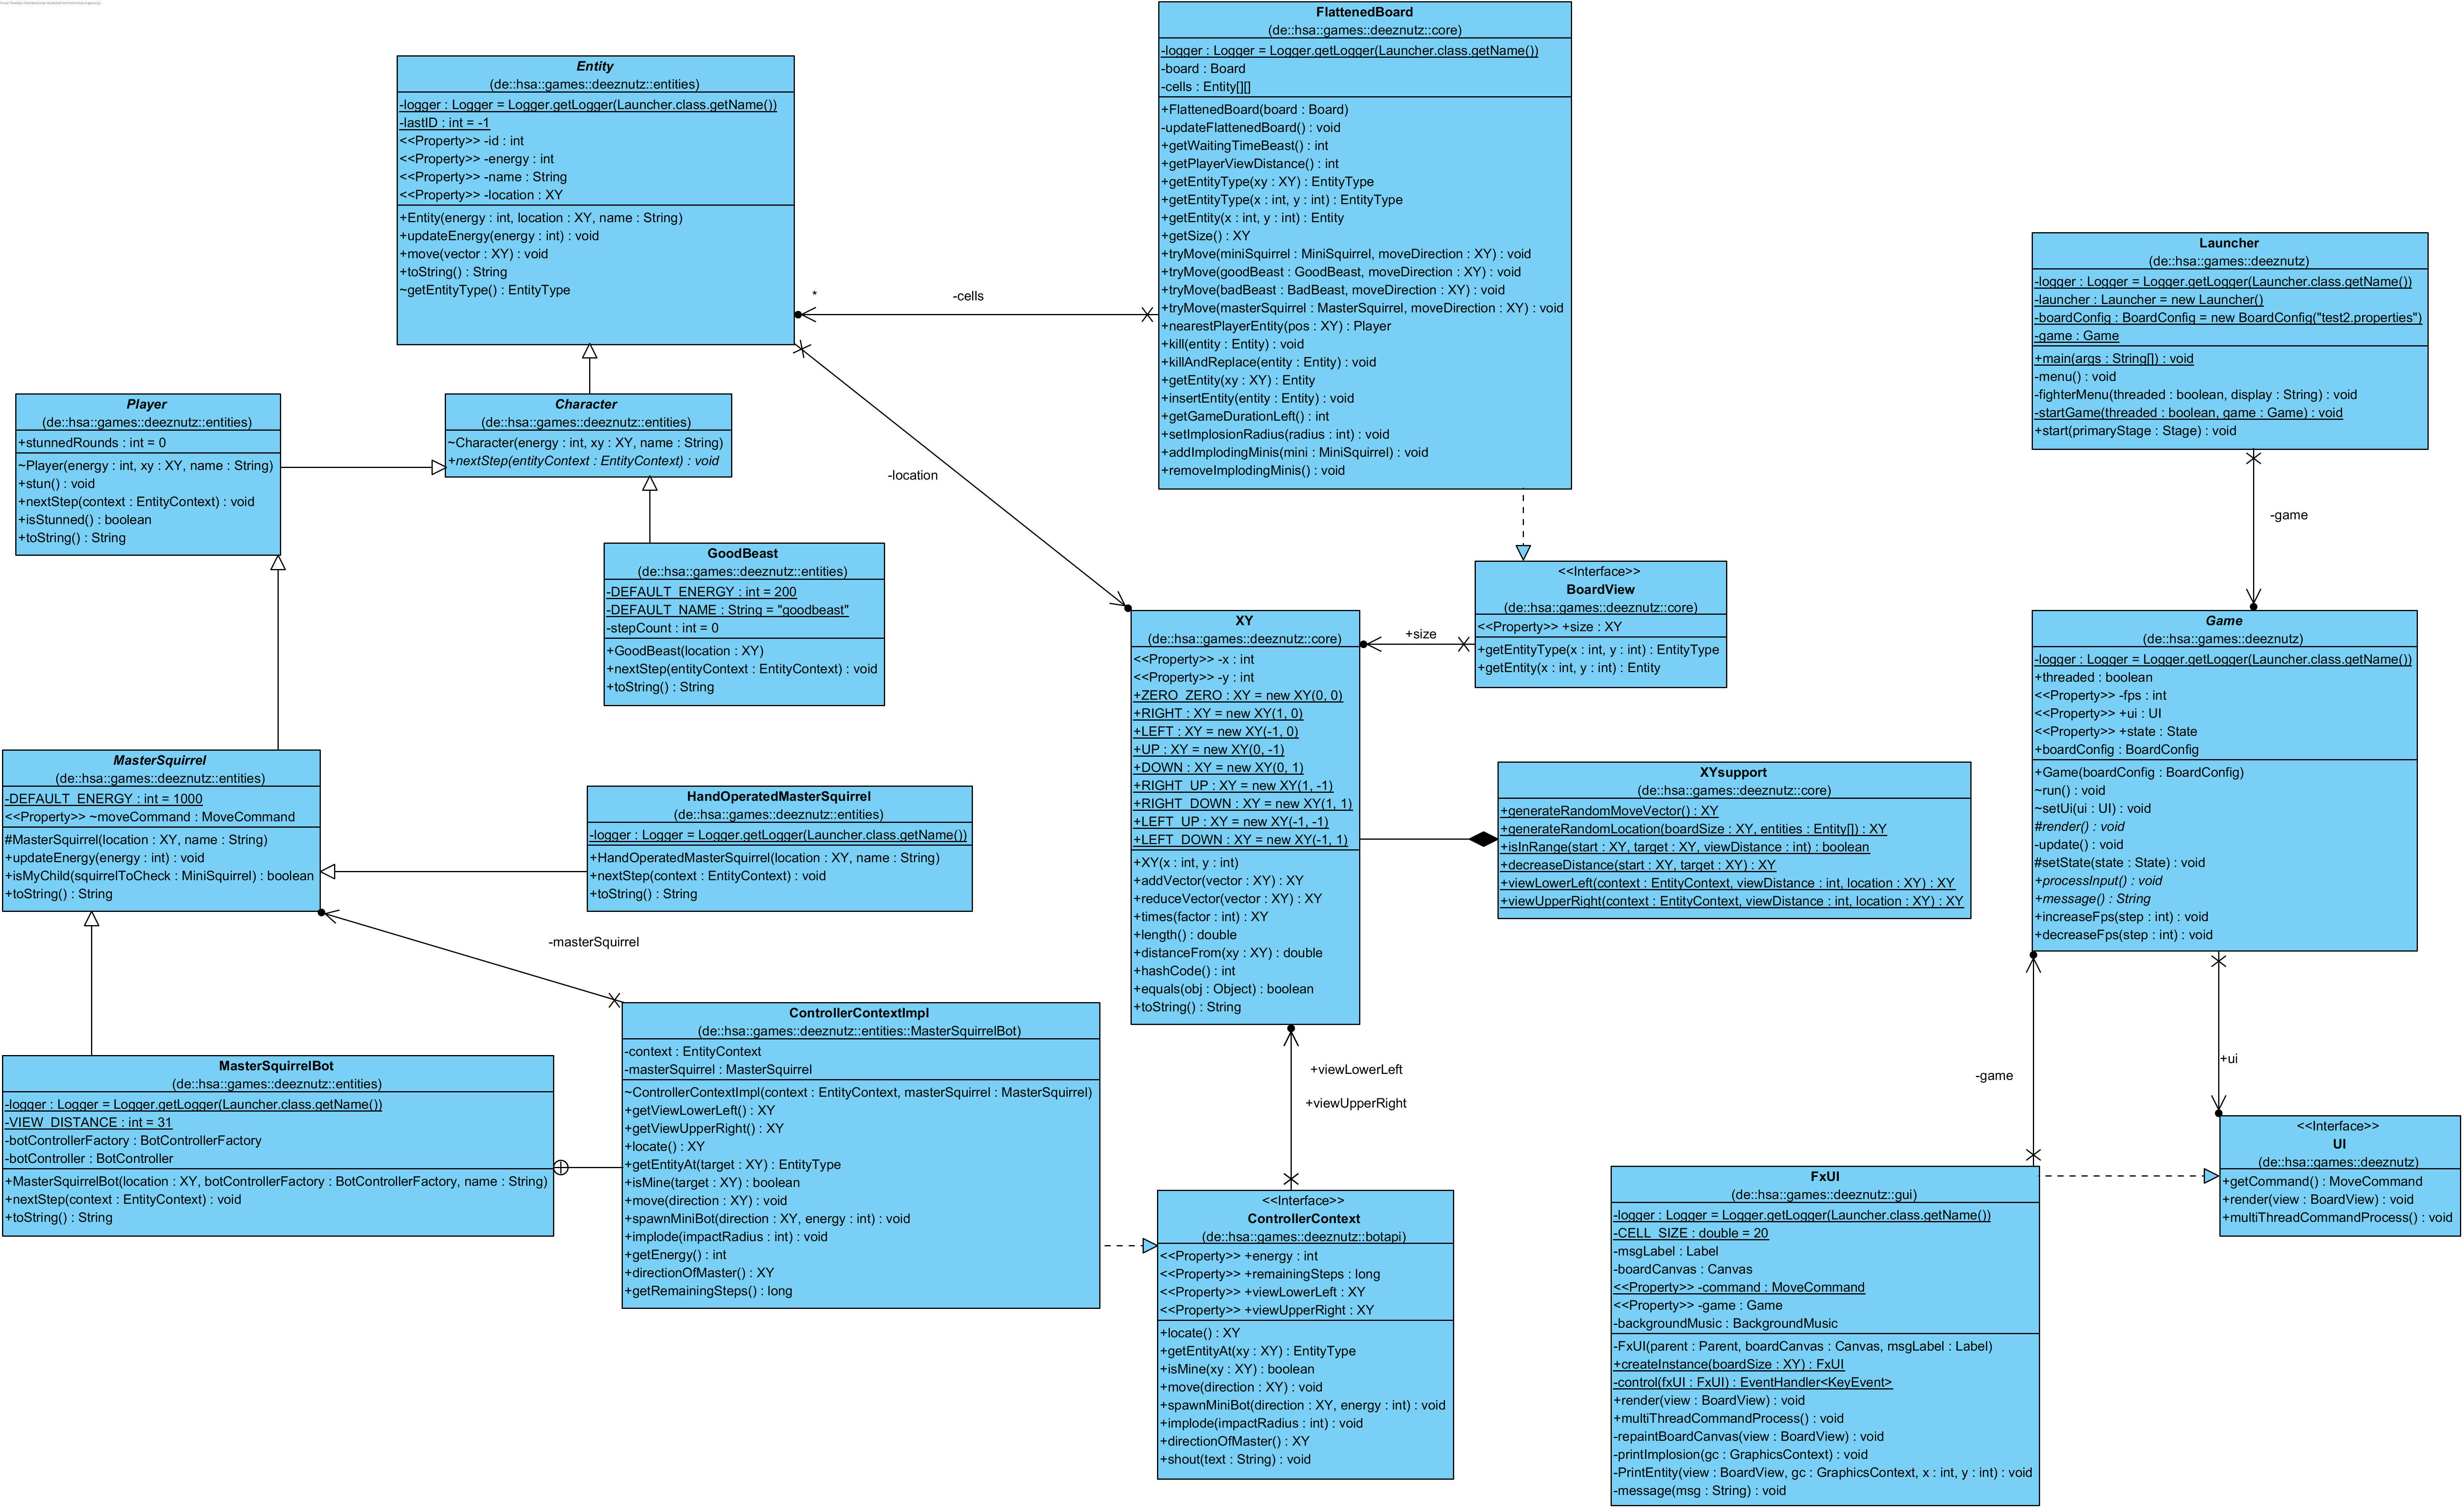 FlattenedBoard
(de::hsa::games::deeznutz::core)
-logger : Logger = Logger.getLogger(Launcher.class.getName())
-board : Board
-cells : Entity[][]
+FlattenedBoard(board : Board)
-updateFlattenedBoard() : void
+getWaitingTimeBeast() : int
+getPlayerViewDistance() : int
+getEntityType(xy : XY) : EntityType
+getEntityType(x : int, y : int) : EntityType
+getEntity(x : int, y : int) : Entity
+getSize() : XY
+tryMove(miniSquirrel : MiniSquirrel, moveDirection : XY) : void
+tryMove(goodBeast : GoodBeast, moveDirection : XY) : void
+tryMove(badBeast : BadBeast, moveDirection : XY) : void
+tryMove(masterSquirrel : MasterSquirrel, moveDirection : XY) : void
+nearestPlayerEntity(pos : XY) : Player
+kill(entity : Entity) : void
+killAndReplace(entity : Entity) : void
+getEntity(xy : XY) : Entity
+insertEntity(entity : Entity) : void
+getGameDurationLeft() : int
+setImplosionRadius(radius : int) : void
+addImplodingMinis(mini : MiniSquirrel) : void
+removeImplodingMinis() : void
Entity
(de::hsa::games::deeznutz::entities)
-logger : Logger = Logger.getLogger(Launcher.class.getName())
-lastID : int = -1
<<Property>> -id : int
<<Property>> -energy : int
<<Property>> -name : String
<<Property>> -location : XY
+Entity(energy : int, location : XY, name : String)
+updateEnergy(energy : int) : void
+move(vector : XY) : void
+toString() : String
~getEntityType() : EntityType
*
-cells
-location
Launcher
(de::hsa::games::deeznutz)
-logger : Logger = Logger.getLogger(Launcher.class.getName())
-launcher : Launcher = new Launcher()
-boardConfig : BoardConfig = new BoardConfig("test2.properties")
-game : Game
+main(args : String[]) : void
-menu() : void
-fighterMenu(threaded : boolean, display : String) : void
-startGame(threaded : boolean, game : Game) : void
+start(primaryStage : Stage) : void
-game
Player
(de::hsa::games::deeznutz::entities)
+stunnedRounds : int = 0
~Player(energy : int, xy : XY, name : String)
+stun() : void
+nextStep(context : EntityContext) : void
+isStunned() : boolean
+toString() : String
Character
(de::hsa::games::deeznutz::entities)
~Character(energy : int, xy : XY, name : String)
+nextStep(entityContext : EntityContext) : void
GoodBeast
(de::hsa::games::deeznutz::entities)
-DEFAULT_ENERGY : int = 200
-DEFAULT_NAME : String = "goodbeast"
-stepCount : int = 0
+GoodBeast(location : XY)
+nextStep(entityContext : EntityContext) : void
+toString() : String
<<Interface>>
BoardView
(de::hsa::games::deeznutz::core)
<<Property>> +size : XY
+getEntityType(x : int, y : int) : EntityType
+getEntity(x : int, y : int) : Entity
+size
XY
(de::hsa::games::deeznutz::core)
<<Property>> -x : int
<<Property>> -y : int
+ZERO_ZERO : XY = new XY(0, 0)
+RIGHT : XY = new XY(1, 0)
+LEFT : XY = new XY(-1, 0)
+UP : XY = new XY(0, -1)
+DOWN : XY = new XY(0, 1)
+RIGHT_UP : XY = new XY(1, -1)
+RIGHT_DOWN : XY = new XY(1, 1)
+LEFT_UP : XY = new XY(-1, -1)
+LEFT_DOWN : XY = new XY(-1, 1)
+XY(x : int, y : int)
+addVector(vector : XY) : XY
+reduceVector(vector : XY) : XY
+times(factor : int) : XY
+length() : double
+distanceFrom(xy : XY) : double
+hashCode() : int
+equals(obj : Object) : boolean
+toString() : String
Game
(de::hsa::games::deeznutz)
-logger : Logger = Logger.getLogger(Launcher.class.getName())
+threaded : boolean
<<Property>> -fps : int
<<Property>> +ui : UI
<<Property>> +state : State
+boardConfig : BoardConfig
+Game(boardConfig : BoardConfig)
~run() : void
~setUi(ui : UI) : void
#render() : void
-update() : void
#setState(state : State) : void
+processInput() : void
+message() : String
+increaseFps(step : int) : void
+decreaseFps(step : int) : void
XYsupport
(de::hsa::games::deeznutz::core)
+generateRandomMoveVector() : XY
+generateRandomLocation(boardSize : XY, entities : Entity[]) : XY
+isInRange(start : XY, target : XY, viewDistance : int) : boolean
+decreaseDistance(start : XY, target : XY) : XY
+viewLowerLeft(context : EntityContext, viewDistance : int, location : XY) : XY
+viewUpperRight(context : EntityContext, viewDistance : int, location : XY) : XY
MasterSquirrel
(de::hsa::games::deeznutz::entities)
-DEFAULT_ENERGY : int = 1000
<<Property>> ~moveCommand : MoveCommand
#MasterSquirrel(location : XY, name : String)
+updateEnergy(energy : int) : void
+isMyChild(squirrelToCheck : MiniSquirrel) : boolean
+toString() : String
HandOperatedMasterSquirrel
(de::hsa::games::deeznutz::entities)
-logger : Logger = Logger.getLogger(Launcher.class.getName())
+HandOperatedMasterSquirrel(location : XY, name : String)
+nextStep(context : EntityContext) : void
+toString() : String
-masterSquirrel
ControllerContextImpl
(de::hsa::games::deeznutz::entities::MasterSquirrelBot)
-context : EntityContext
-masterSquirrel : MasterSquirrel
~ControllerContextImpl(context : EntityContext, masterSquirrel : MasterSquirrel)
+getViewLowerLeft() : XY
+getViewUpperRight() : XY
+locate() : XY
+getEntityAt(target : XY) : EntityType
+isMine(target : XY) : boolean
+move(direction : XY) : void
+spawnMiniBot(direction : XY, energy : int) : void
+implode(impactRadius : int) : void
+getEnergy() : int
+directionOfMaster() : XY
+getRemainingSteps() : long
MasterSquirrelBot
(de::hsa::games::deeznutz::entities)
-logger : Logger = Logger.getLogger(Launcher.class.getName())
-VIEW_DISTANCE : int = 31
-botControllerFactory : BotControllerFactory
-botController : BotController
+MasterSquirrelBot(location : XY, botControllerFactory : BotControllerFactory, name : String)
+nextStep(context : EntityContext) : void
+toString() : String
+viewLowerLeft
+viewUpperRight
<<Interface>>
ControllerContext
(de::hsa::games::deeznutz::botapi)
<<Property>> +energy : int
<<Property>> +remainingSteps : long
<<Property>> +viewLowerLeft : XY
<<Property>> +viewUpperRight : XY
+locate() : XY
+getEntityAt(xy : XY) : EntityType
+isMine(xy : XY) : boolean
+move(direction : XY) : void
+spawnMiniBot(direction : XY, energy : int) : void
+implode(impactRadius : int) : void
+directionOfMaster() : XY
+shout(text : String) : void
-game
+ui
<<Interface>>
UI
(de::hsa::games::deeznutz)
+getCommand() : MoveCommand
+render(view : BoardView) : void
+multiThreadCommandProcess() : void
FxUI
(de::hsa::games::deeznutz::gui)
-logger : Logger = Logger.getLogger(Launcher.class.getName())
-CELL_SIZE : double = 20
-msgLabel : Label
-boardCanvas : Canvas
<<Property>> -command : MoveCommand
<<Property>> -game : Game
-backgroundMusic : BackgroundMusic
-FxUI(parent : Parent, boardCanvas : Canvas, msgLabel : Label)
+createInstance(boardSize : XY) : FxUI
-control(fxUI : FxUI) : EventHandler<KeyEvent>
+render(view : BoardView) : void
+multiThreadCommandProcess() : void
-repaintBoardCanvas(view : BoardView) : void
-printImplosion(gc : GraphicsContext) : void
-PrintEntity(view : BoardView, gc : GraphicsContext, x : int, y : int) : void
-message(msg : String) : void